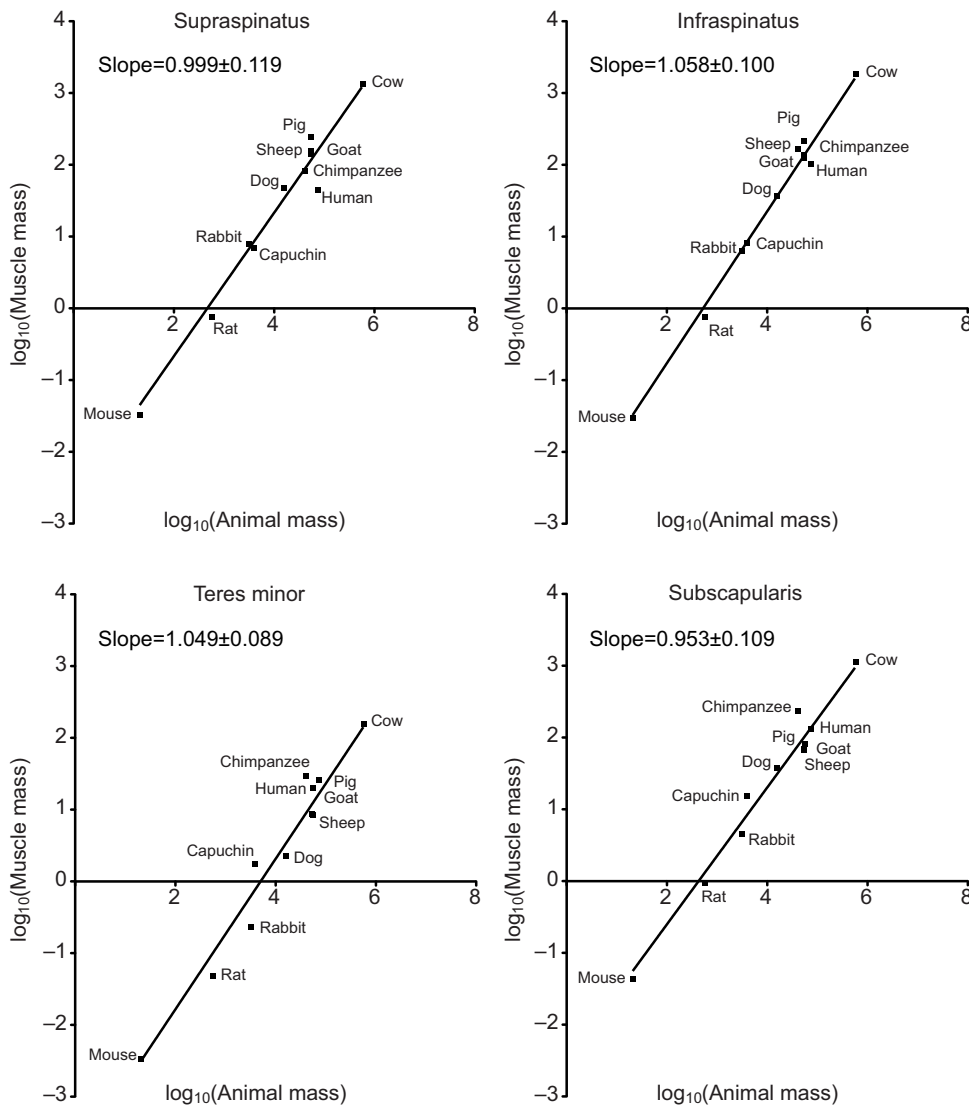 Supraspinatus
Slope=0.999±0.119
log10(Muscle mass)
4
3
2
1
0
–1
–2
–3
2
4
6
8
Cow
Pig
Sheep
Goat
Chimpanzee
Dog
Human
Rabbit
Capuchin
Rat
Mouse
log10(Animal mass)
Infraspinatus
Slope=1.058±0.100
log10(Muscle mass)
4
3
2
1
0
–1
–2
–3
2
4
6
8
Cow
Pig
Sheep
Chimpanzee
Goat
Human
Dog
Capuchin
Rabbit
Rat
Mouse
log10(Animal mass)
Teres minor
Slope=1.049±0.089
log10(Muscle mass)
4
3
2
1
0
–1
–2
–3
2
4
6
8
Cow
Chimpanzee
Pig
Human
Goat
Sheep
Capuchin
Dog
Rabbit
Rat
Mouse
log10(Animal mass)
Subscapularis
Slope=0.953±0.109
log10(Muscle mass)
4
3
2
1
0
–1
–2
–3
2
4
6
8
Cow
Chimpanzee
Human
Pig
Goat
Dog
Sheep
Capuchin
Rabbit
Rat
Mouse
log10(Animal mass)